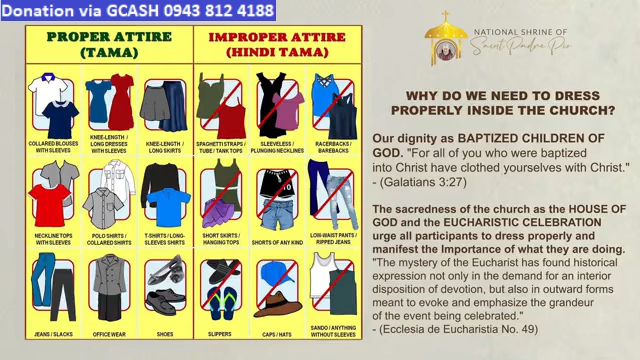 Donation via GCASH 0943 812 4188
PROPER ATTIRE
(TAMA)
IMPROPER ATTIRE
(HINDI TAMA)
COLLARED BLOUSES
WITH SLEEVES
KNEE-LENGTH /
LONG DRESSES
WITH SLEEVES
KNEE-LENGTH /
LONG SKIRTS
SPAGHETTI STRAPS /
TUBE / TANK TOPS
SLEEVELESS /
PLUNGING NECKLINES
RACERBACKS /
BAREBACKS
NECKLINE TOPS
WITH SLEEVES
POLO SHIRTS /
COLLARED SHIRTS
T-SHIRTS / LONG-
SLEEVES SHIRTS
SHORT SKIRTS /
HANGING TOPS
SHORTS OF ANY KIND
LOW-WAIST PANTS /
RIPPED JEANS
JEANS / SLACKS
OFFICE WEAR
SHOES
SLIPPERS
CAPS / HATS
SANDO / ANYTHING
WITHOUT SLEEVES
NATIONAL SHRINE OF
Saint Padre Pio
WHY DO WE NEED TO DRESS
PROPERLY INSIDE THE CHURCH?
Our dignity as BAPTIZED CHILDREN OF
GOD. "For all of you who were baptized
into Christ have clothed yourselves with Christ."
- (Galatians 3:27)
The sacredness of the church as the HOUSE OF
GOD and the EUCHARISTIC CELEBRATION
urge all participants to dress properly and
manifest the Importance of what they are doing.
"The mystery of the Eucharist has found historical
expression not only in the demand for an interior
disposition of devotion, but also in outward forms
meant to evoke and emphasize the grandeur
of the event being celebrated."
- (Ecclesia de Eucharistia No. 49)